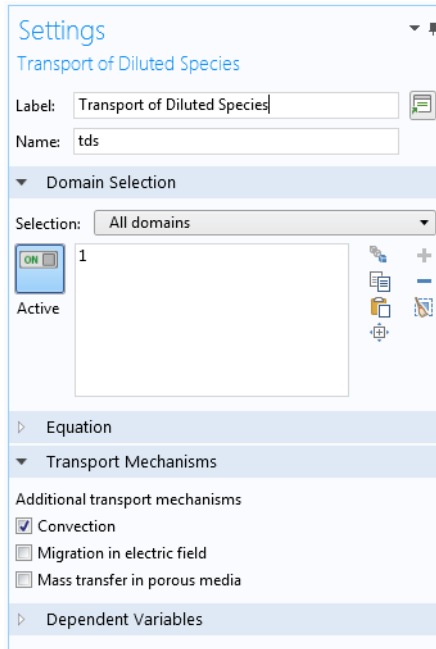 Settings
Transport of Diluted Species
Label: Transport of Diluted Species
Name: tds
Domain Selection
Selection: All domains
ON 1
Active
Equation
Transport Mechanisms
Additional transport mechanisms
Convection
Migration in electric field
Mass transfer in porous media
Dependent Variables